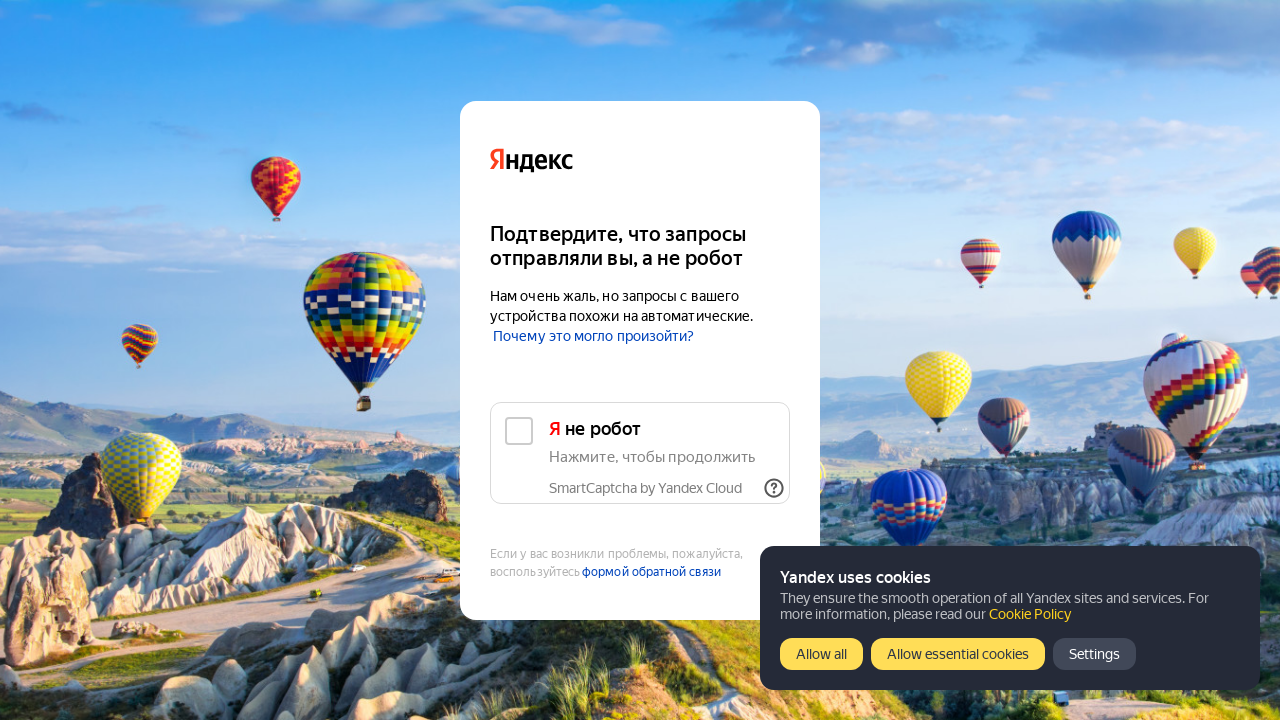 Яндекс
Подтвердите, что запросы
отправляли вы, а не робот
Нам очень жаль, но запросы с вашего
устройства похожи на автоматические.
Почему это могло произойти?
Я не робот
Нажмите, чтобы продолжить
SmartCaptcha by Yandex Cloud
Если у вас возникли проблемы, пожалуйста,
воспользуйтесь формой обратной связи
Yandex uses cookies
They ensure the smooth operation of all Yandex sites and services. For
more information, please read our Cookie Policy
Allow all
Allow essential cookies
Settings